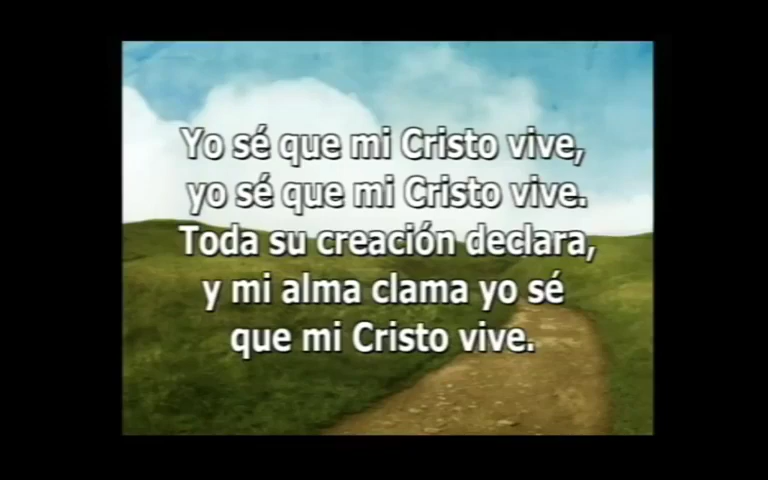 Yo sé que mi Cristo vive,
yo sé que mi Cristo vive.
Toda su creación declara,
y mi alma clama yo sé
que mi Cristo vive.